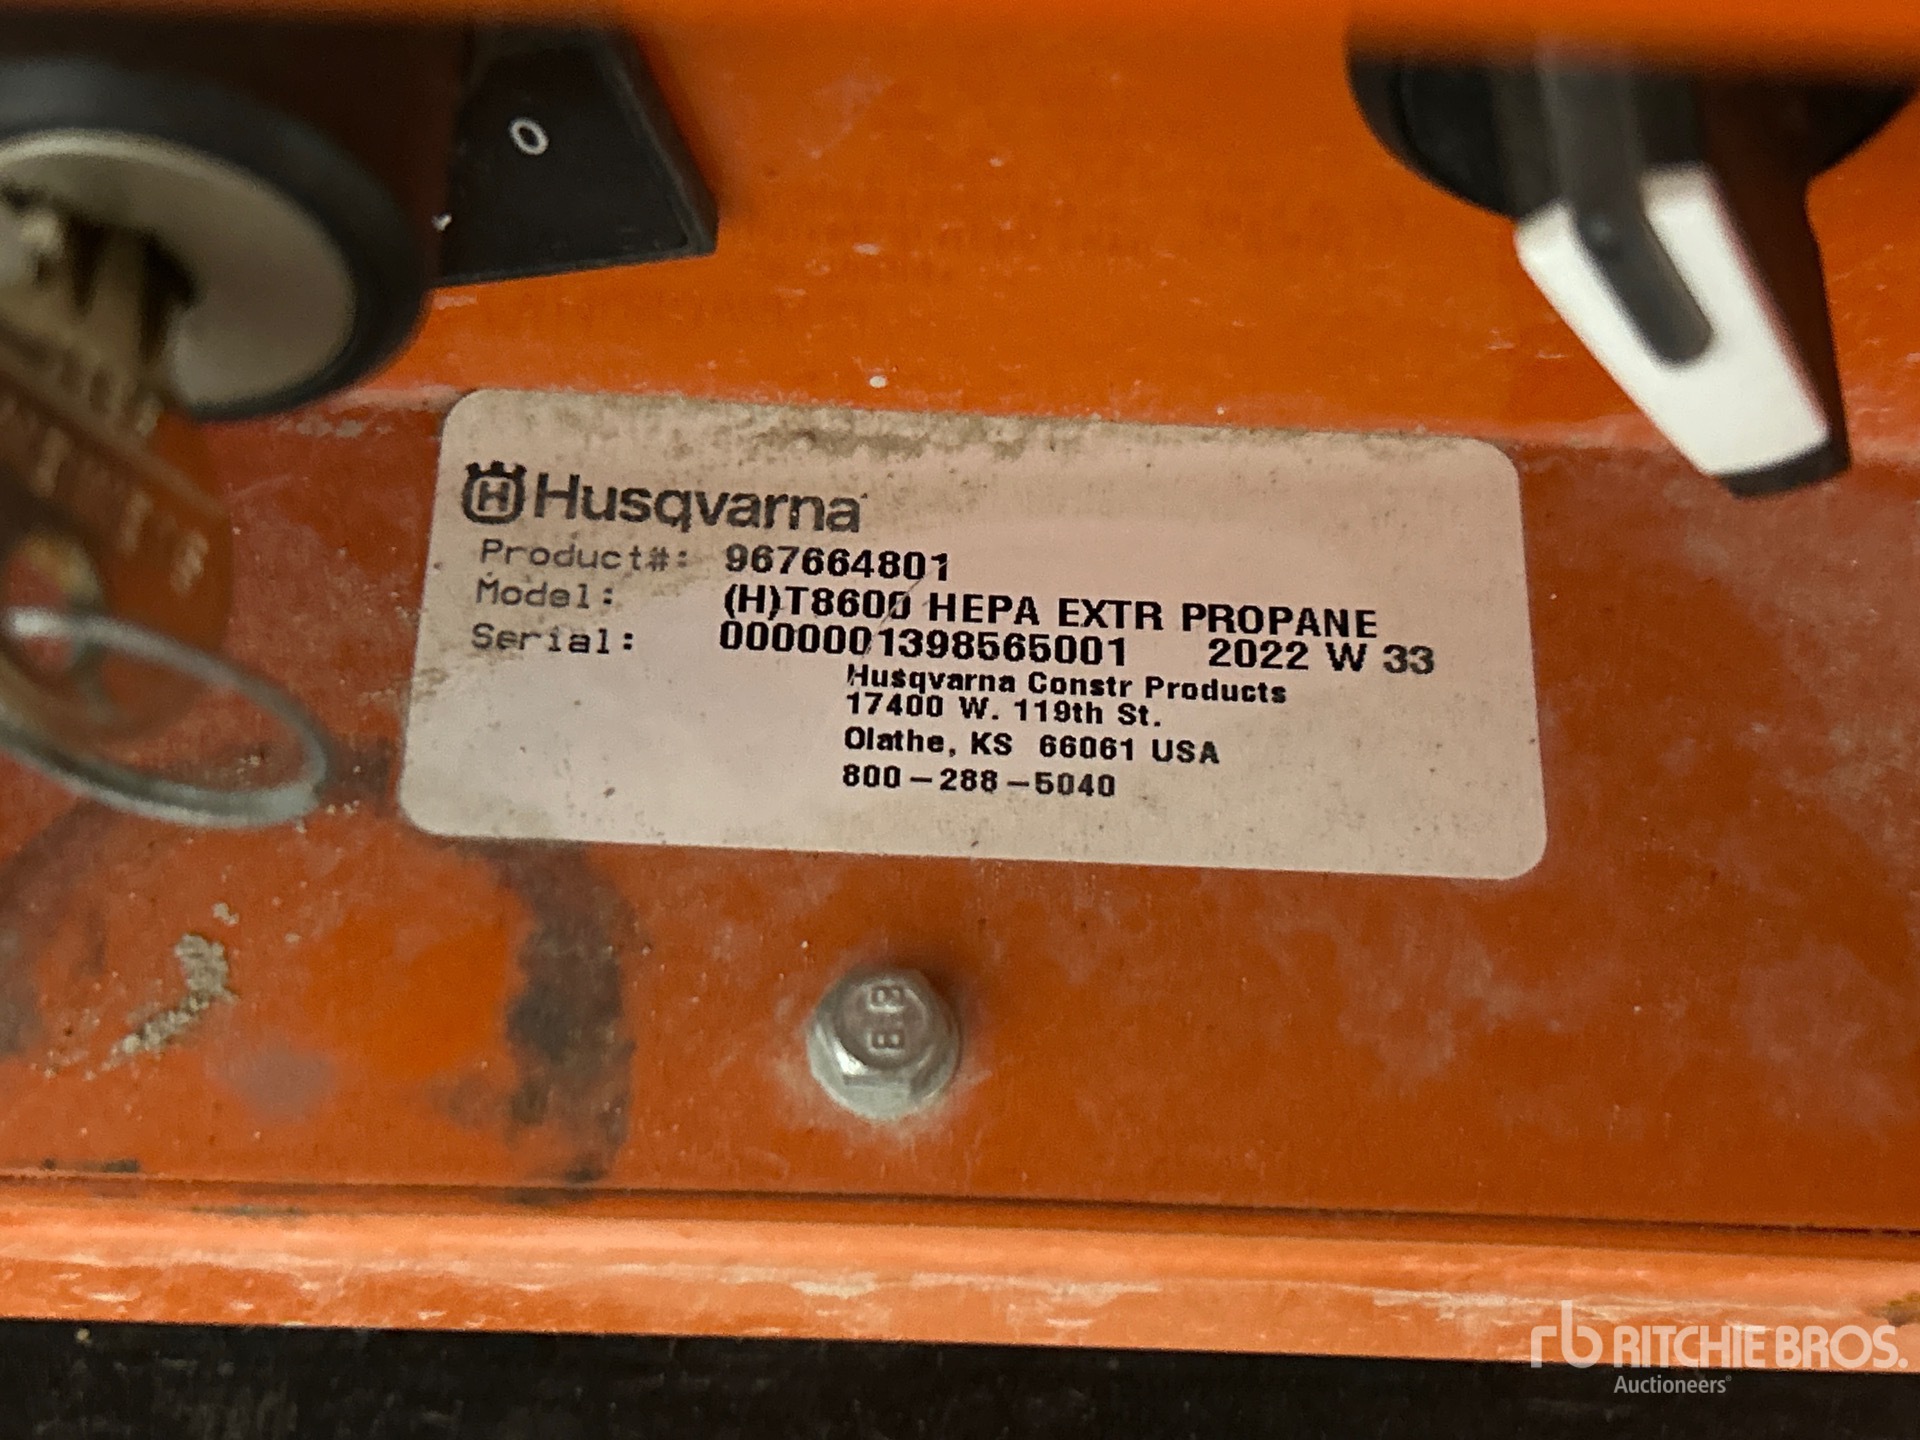 O
H Husqvarna
Product#: 967664801
Model: (H)T8600 HEPA EXTR PROPANE
Serial: 0000001398565001 2022 W 33
Husqvarna Constr Products
17400 W. 119th St.
Olathe, KS 66061 USA
800-288-5040
rb RITCHIE BROS.
Auctioneers